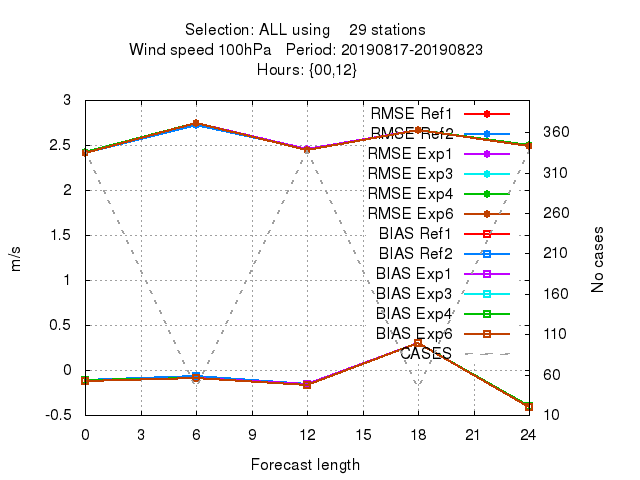 Selection: ALL using    29 stations
Wind speed 100hPa   Period: 20190817-20190823
Hours: {00,12}
3
2.5
2
1.5
1
0.5
0
-0.5
m/s
RMSE Ref1
RMSE Ref2
RMSE Exp1
RMSE Exp3
RMSE Exp4
RMSE Exp6
BIAS Ref1
BIAS Ref2
BIAS Exp1
BIAS Exp3
BIAS Exp4
BIAS Exp6
CASES
360
310
260
210
160
110
60
10
No cases
0 3 6 9 12 15 18 21 24
Forecast length